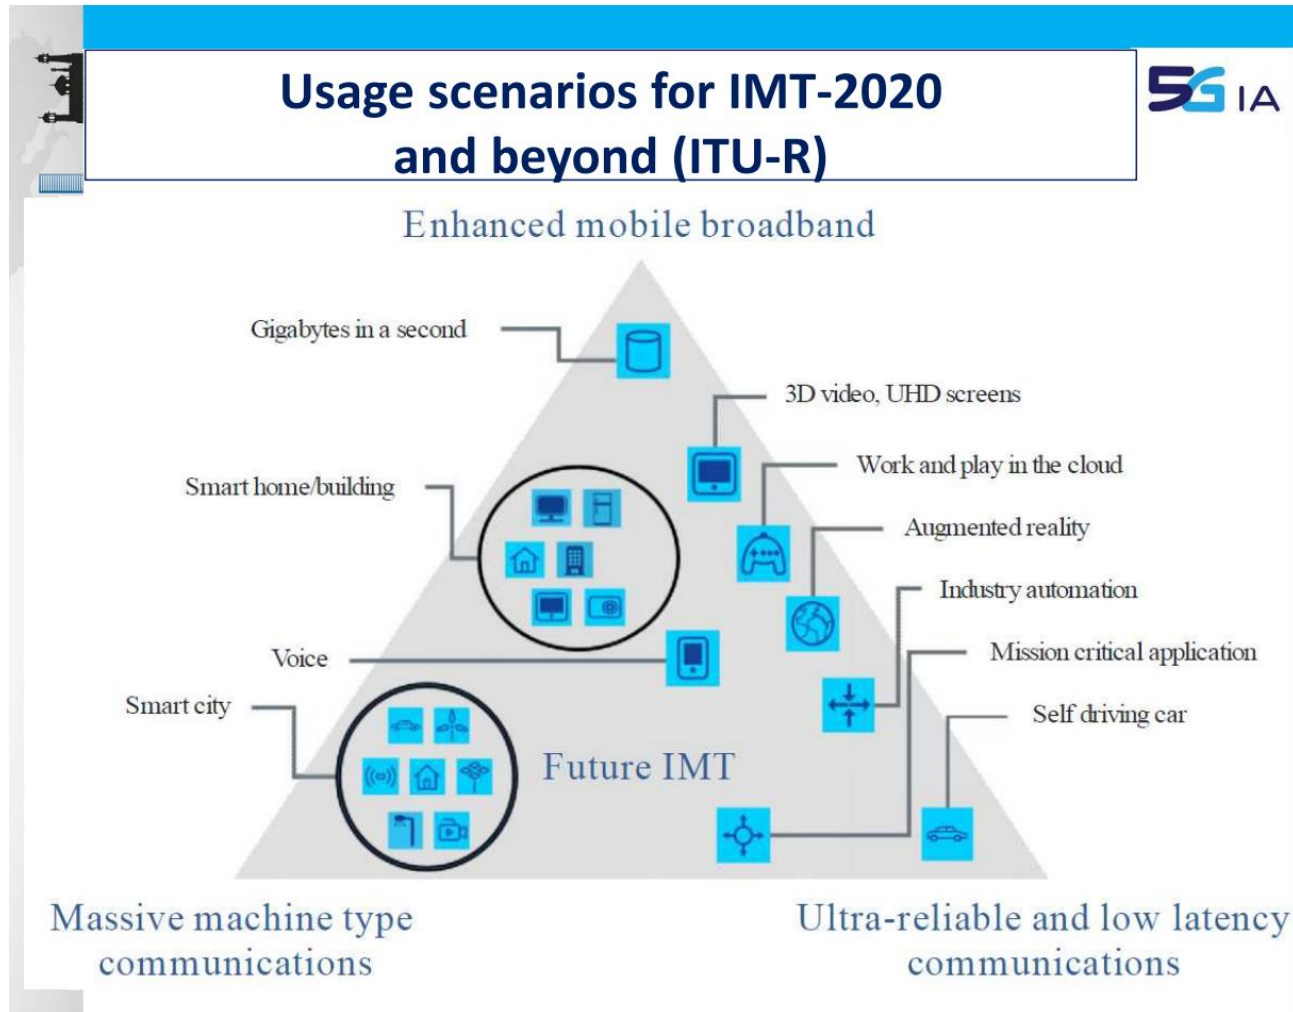 Usage scenarios for IMT-2020
and beyond (ITU-R)
5G IA
Enhanced mobile broadband
Gigabytes in a second
3D video, UHD screens
Work and play in the cloud
Smart home/building
Augmented reality
Industry automation
Mission critical application
Voice
Smart city
Self driving car
Future IMT
Massive machine type
communications
Ultra-reliable and low latency
communications